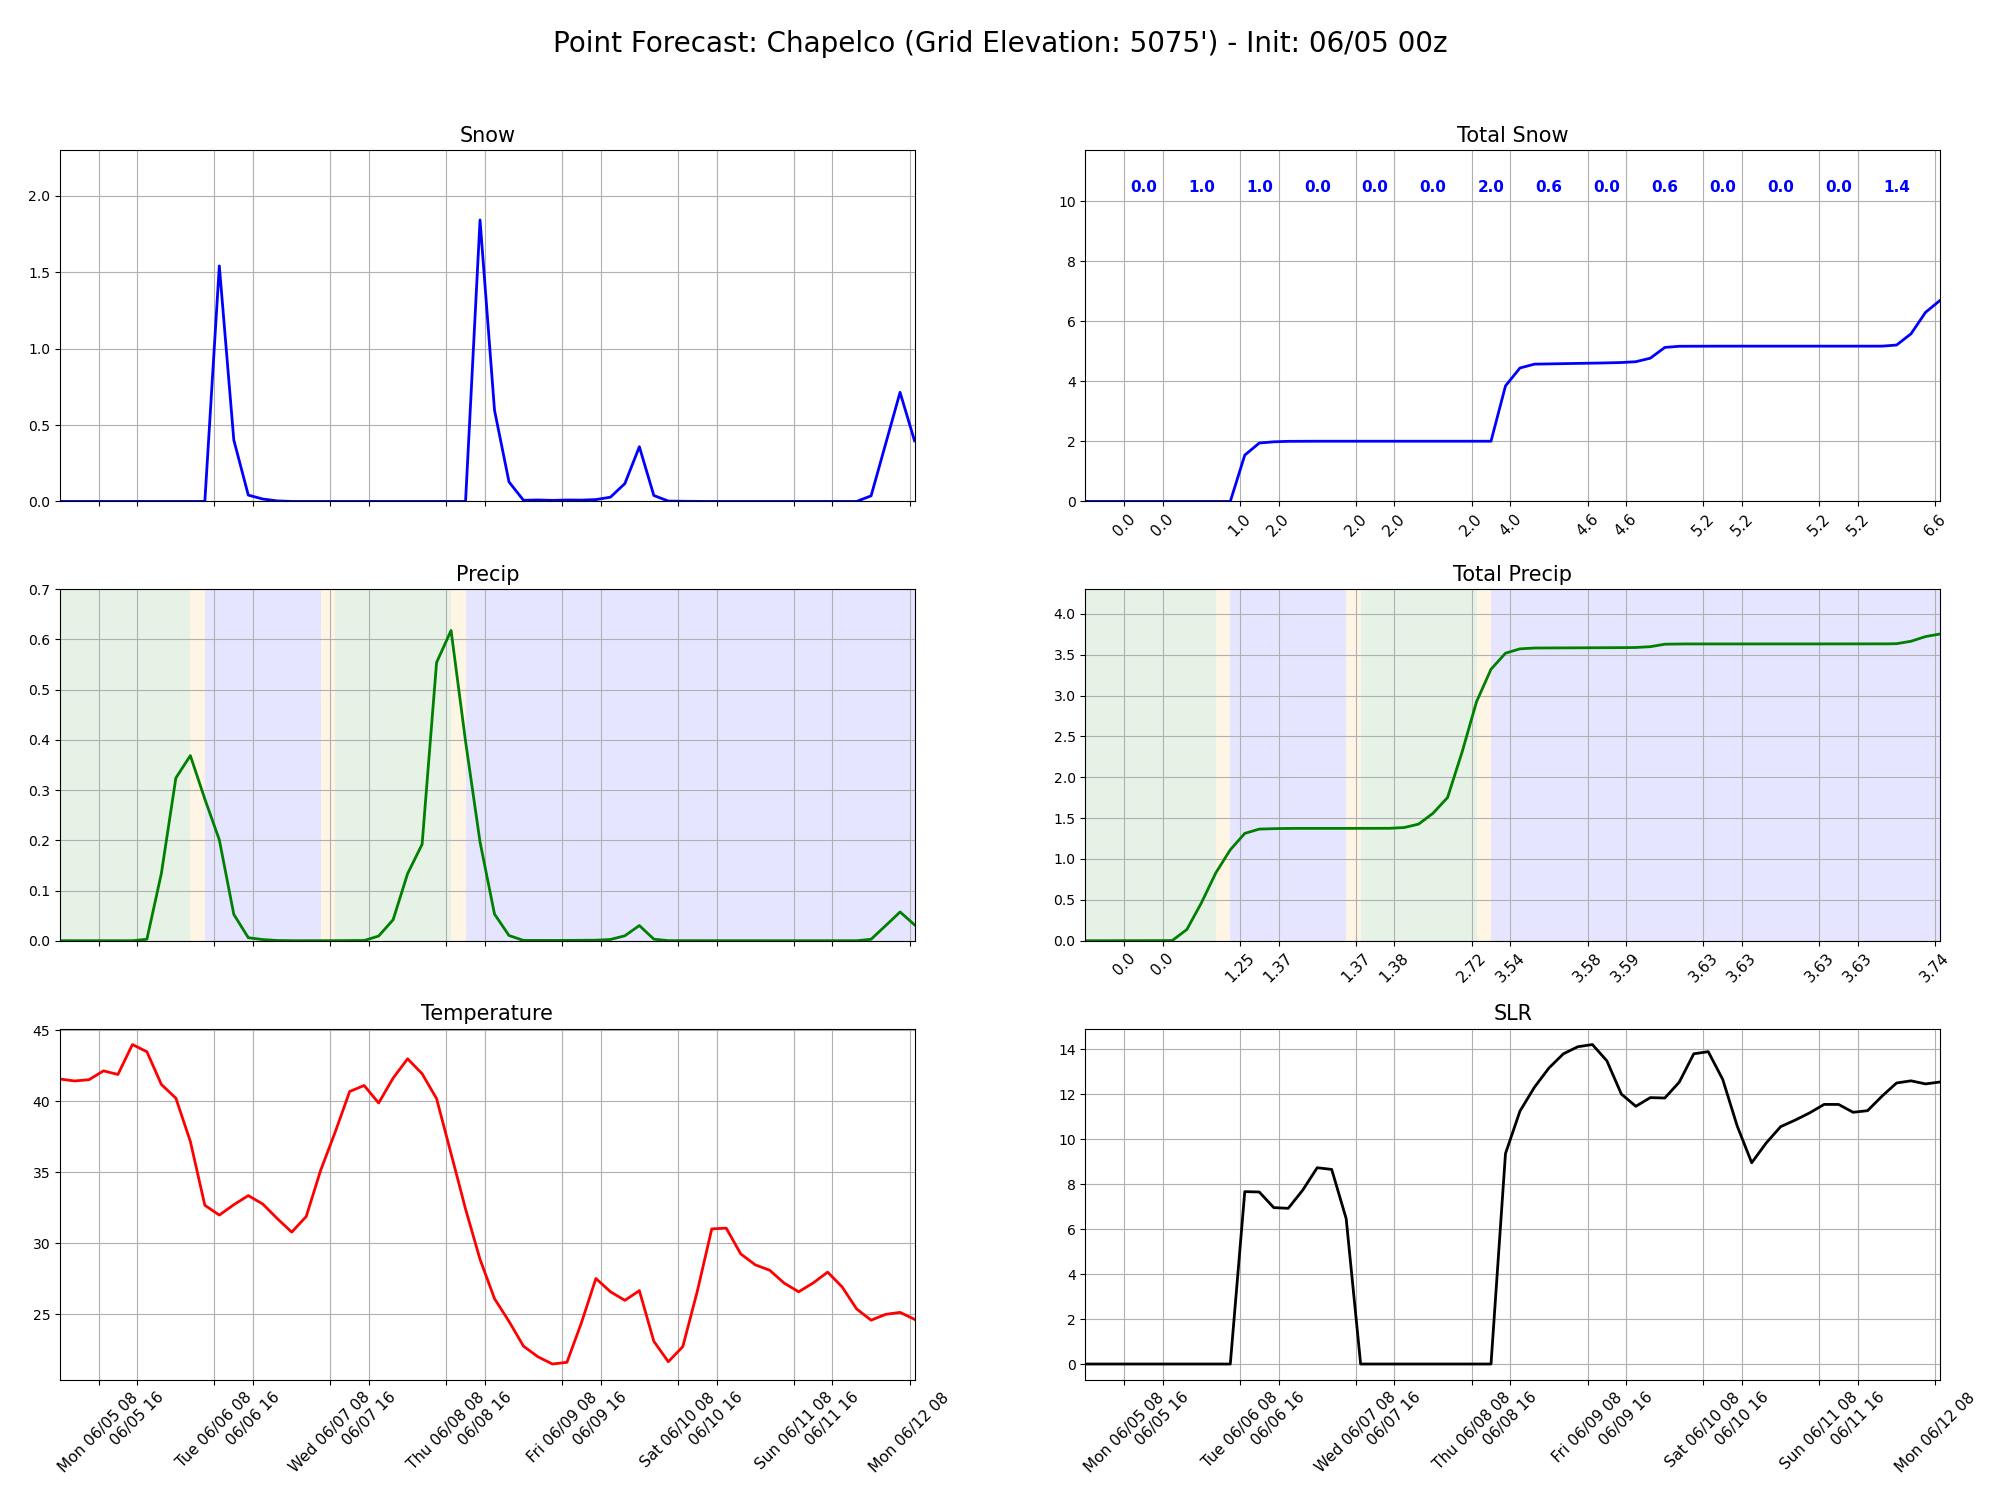 Point Forecast: Chapelco (Grid Elevation: 5075') - Init: 06/05 00z
Snow
2.0
1.5
1.0
0.5
0.0
Total Snow
0.0 1.0 1.0 0.0 0.0 0.0 2.0 0.6 0.0 0.6 0.0 0.0 0.0 1.4
10
8
6
4
2
0
0.0 0.0 1.0 2.0 2.0 2.0 2.0 4.0 4.6 4.6 5.2 5.2 5.2 5.2 6.6
Precip
0.7
0.6
0.5
0.4
0.3
0.2
0.1
0.0
Total Precip
4.0
3.5
3.0
2.5
2.0
1.5
1.0
0.5
0.0
0.0 0.0 1.25 1.37 1.37 1.38 2.72 3.54 3.58 3.59 3.63 3.63 3.63 3.63 3.74
Temperature
45
40
35
30
25
Mon 06/05 08
06/05 16
Tue 06/06 08
06/06 16
Wed 06/07 08
06/07 16
Thu 06/08 08
06/08 16
Fri 06/09 08
06/09 16
Sat 06/10 08
06/10 16
Sun 06/11 08
06/11 16
Mon 06/12 08
SLR
14
12
10
8
6
4
2
0
Mon 06/05 08
06/05 16
Tue 06/06 08
06/06 16
Wed 06/07 08
06/07 16
Thu 06/08 08
06/08 16
Fri 06/09 08
06/09 16
Sat 06/10 08
06/10 16
Sun 06/11 08
06/11 16
Mon 06/12 08